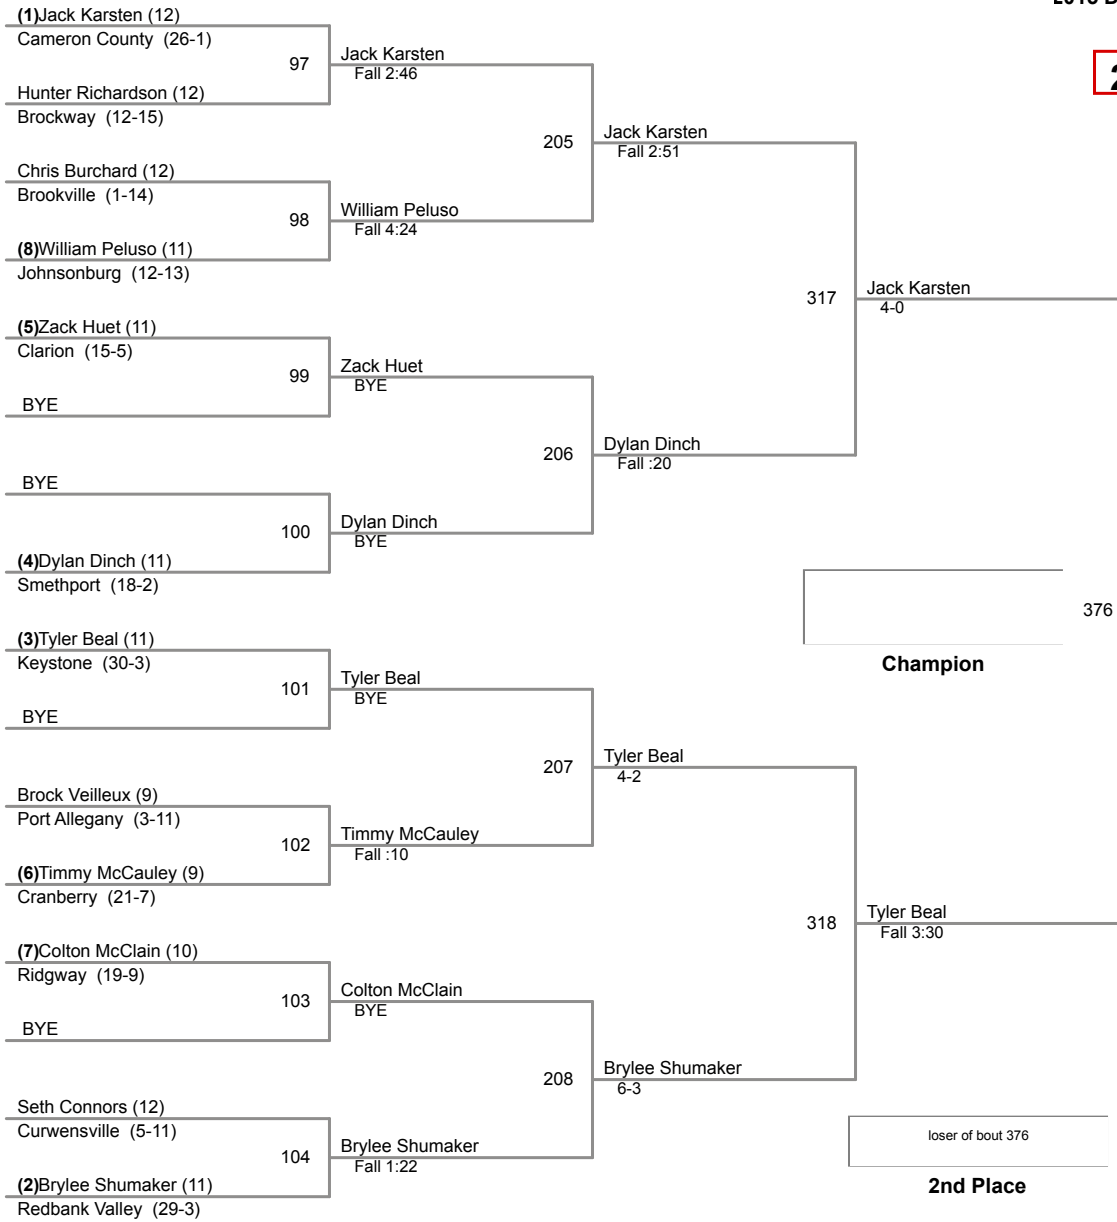 (1)Jack Karsten (12)
Cameron County (26-1)
97
Hunter Richardson (12)
Brockway (12-15)
Jack Karsten
Fall 2:46
Chris Burchard (12)
Brookville (1-14)
98
(8)William Peluso (11)
Johnsonburg (12-13)
William Peluso
Fall 4:24
205
Jack Karsten
Fall 2:51
(5)Zack Huet (11)
Clarion (15-5)
99
BYE
Zack Huet
BYE
BYE
100
(4)Dylan Dinch (11)
Smethport (18-2)
Dylan Dinch
BYE
206
Dylan Dinch
Fall :20
317
Jack Karsten
4-0
(3)Tyler Beal (11)
Keystone (30-3)
101
BYE
Tyler Beal
BYE
Brock Veilleux (9)
Port Allegany (3-11)
102
(6)Timmy McCauley (9)
Cranberry (21-7)
Timmy McCauley
Fall :10
207
Tyler Beal
4-2
(7)Colton McClain (10)
Ridgway (19-9)
103
BYE
Colton McClain
BYE
Seth Connors (12)
Curwensville (5-11)
104
(2)Brylee Shumaker (11)
Redbank Valley (29-3)
Brylee Shumaker
Fall 1:22
208
Brylee Shumaker
6-3
318
Tyler Beal
Fall 3:30
376
Champion
loser of bout 376
2nd Place